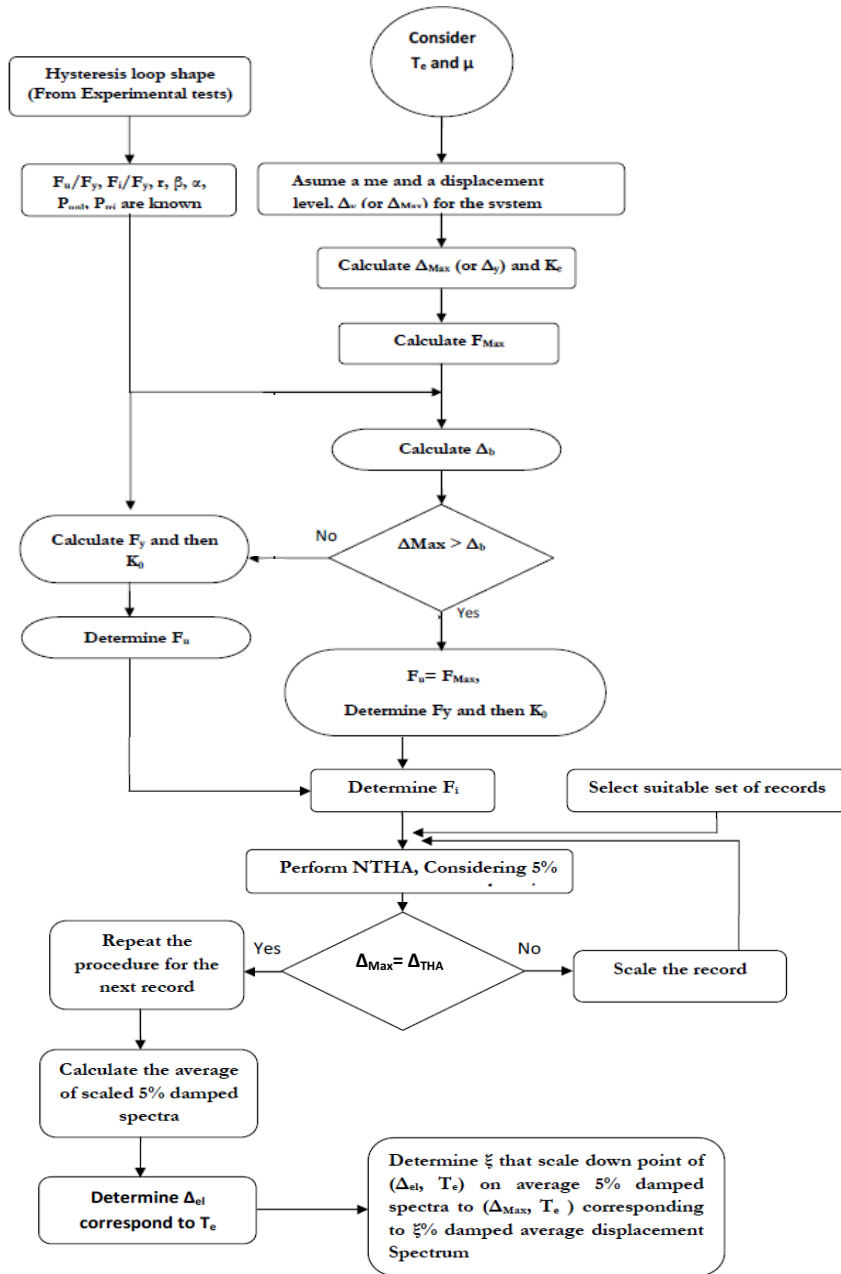 Consider
Tₑ and μ
Hysteresis loop shape
(From Experimental tests)
Fᵤ/Fy, Fᵢ/Fy, r, β, α,
Pᵤₙₗ, Pₜᵣᵢ are known
Asume a me and a displacement
level, Δy (or ΔMax) for the system
Calculate ΔMax (or Δy) and Kₑ
Calculate FMax
Calculate Δb
ΔMax > Δb
No
Yes
Calculate Fy and then
K₀
Determine Fᵤ
Fᵤ= FMax,
Determine Fy and then K₀
Determine Fᵢ
Select suitable set of records
Perform NTHA, Considering 5%
ΔMax= ΔTHA
Yes
No
Repeat the
procedure for the
next record
Scale the record
Calculate the average
of scaled 5% damped
spectra
Determine Δel
correspond to Tₑ
Determine ξ that scale down point of
(Δel, Tₑ) on average 5% damped
spectra to (ΔMax, Tₑ ) corresponding
to ξ% damped average displacement
Spectrum